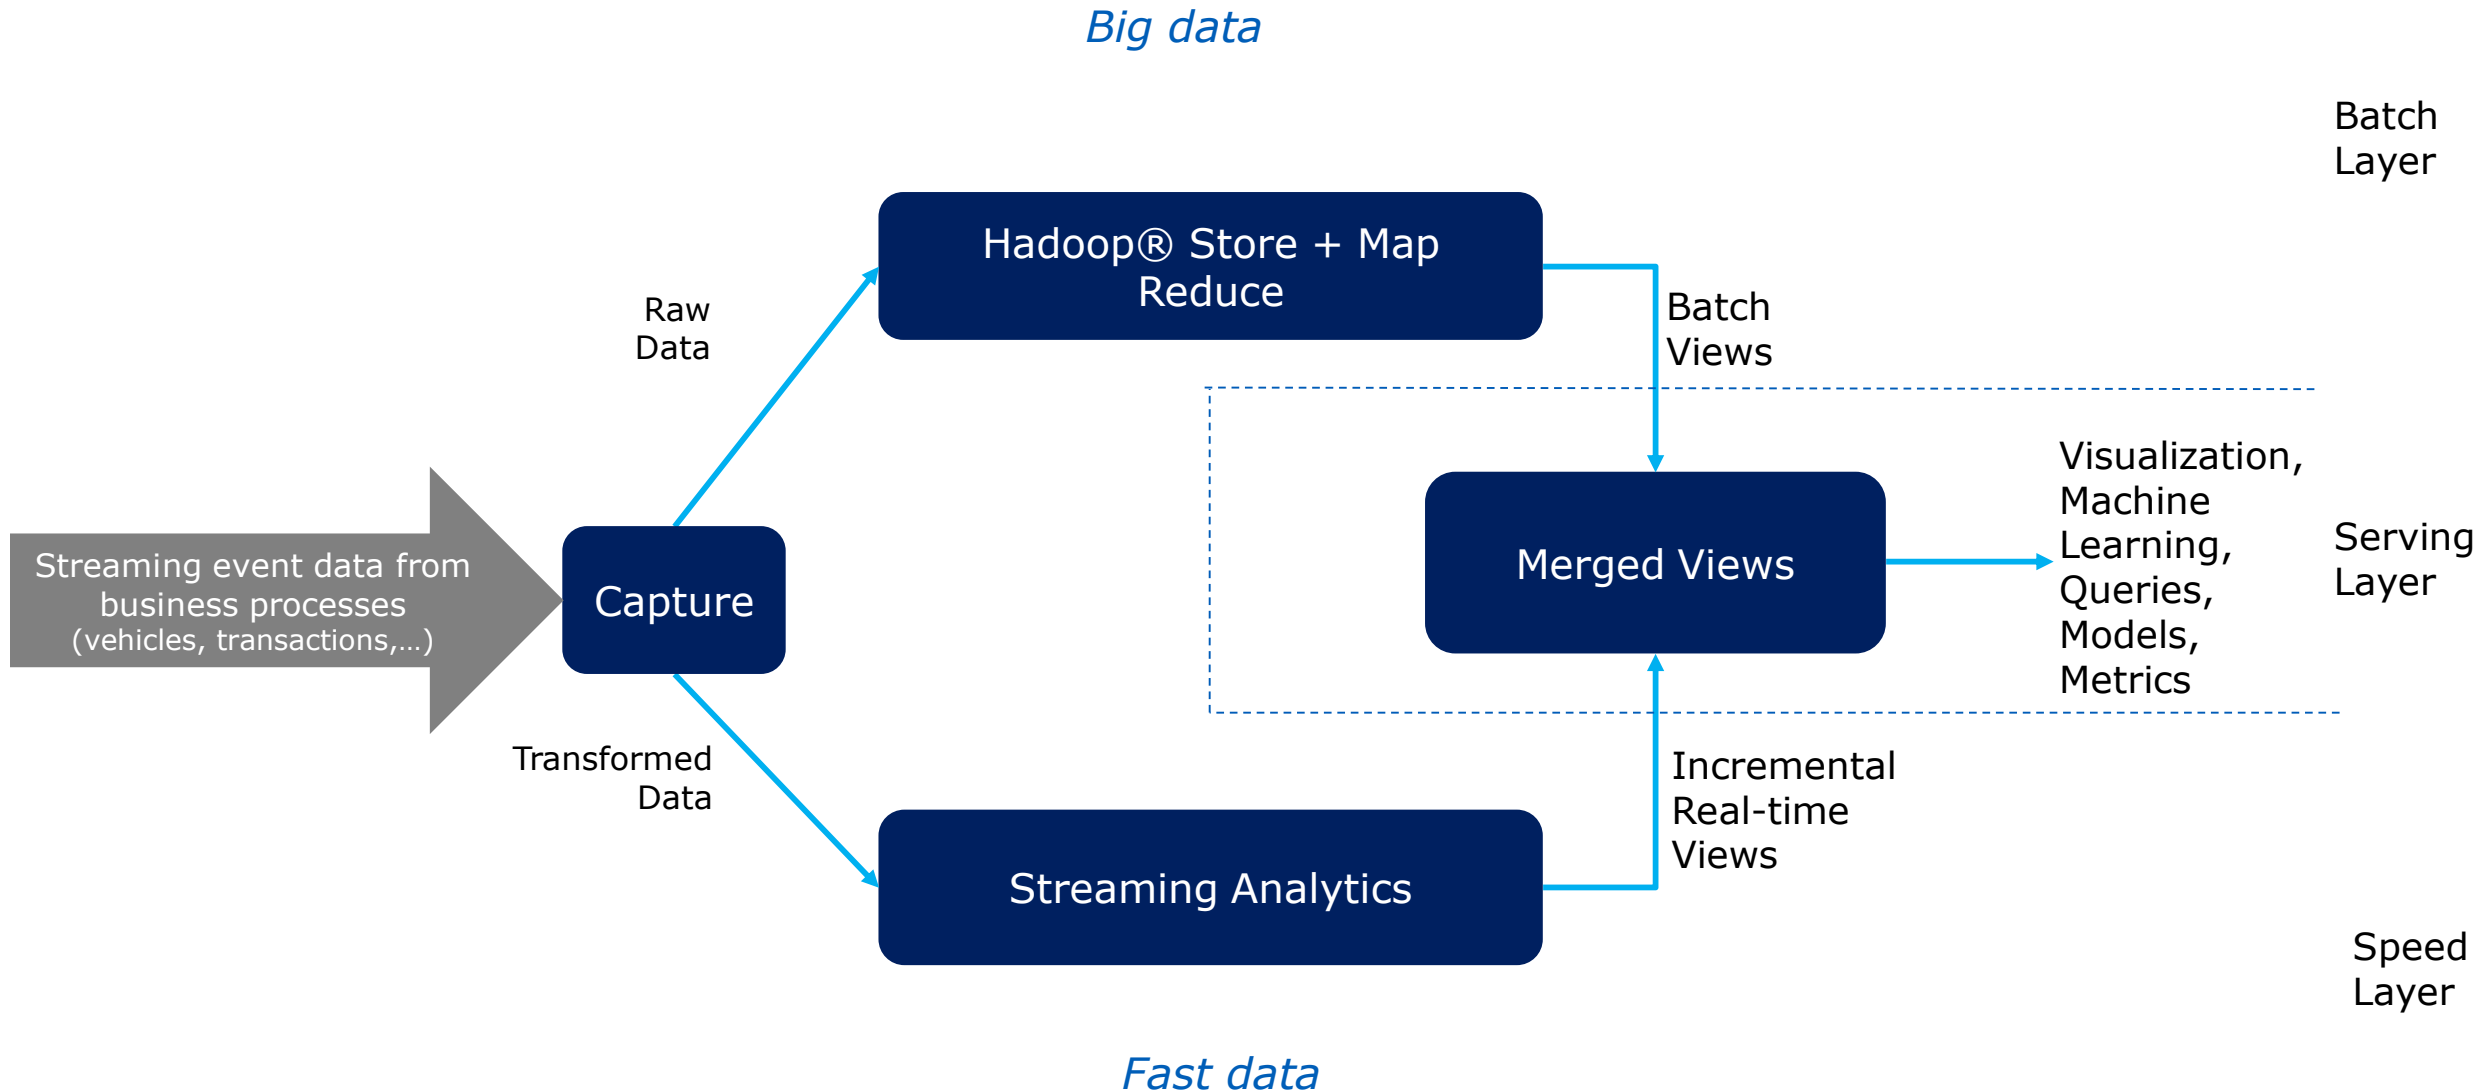 Big data
Batch
Layer
Hadoop® Store + Map
Reduce
Raw
Data
Batch
Views
Streaming event data from
business processes
(vehicles, transactions,...)
Capture
Merged Views
Visualization,
Machine
Learning,
Queries,
Models,
Metrics
Serving
Layer
Transformed
Data
Incremental
Real-time
Views
Streaming Analytics
Speed
Layer
Fast data